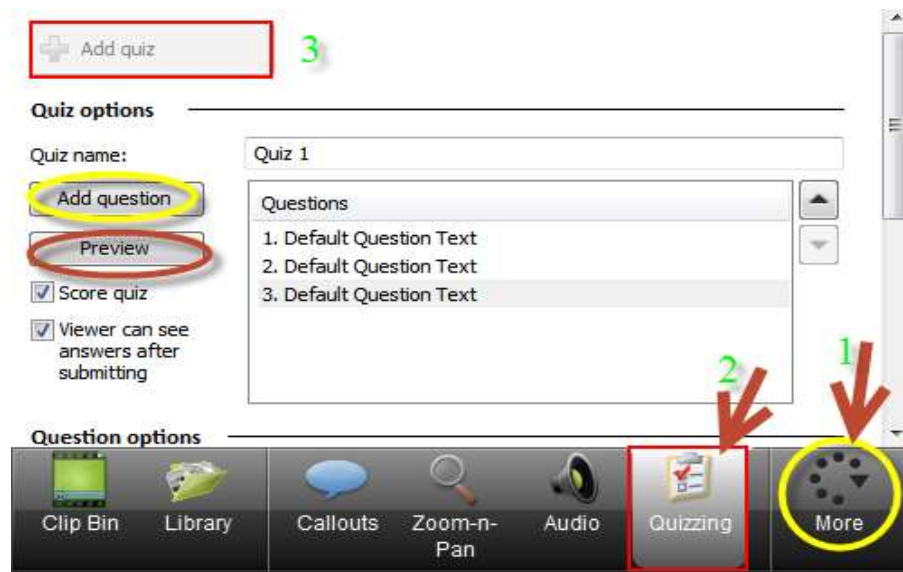 Add quiz
3
Quiz options
Quiz name:
Quiz 1
Add question
Preview
Score quiz
Viewer can see
answers after
submitting
Questions
1. Default Question Text
2. Default Question Text
3. Default Question Text
2
1
Question options
Clip Bin
Library
Callouts
Zoom-n-
Pan
Audio
Quizzing
More